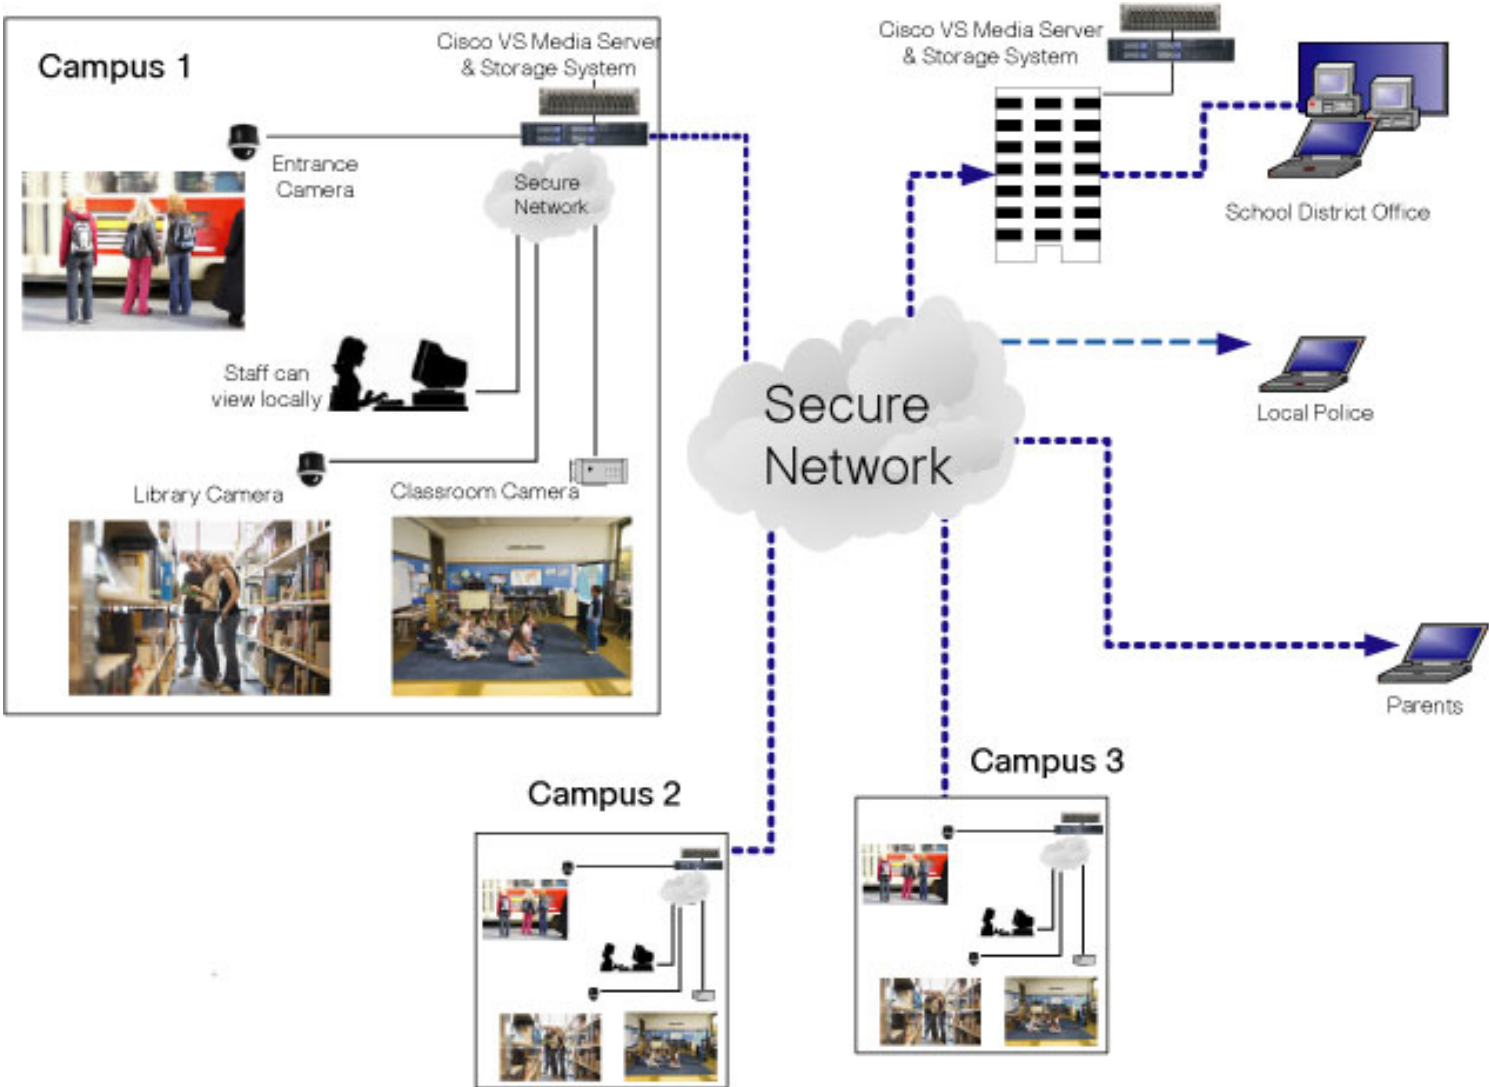 Campus 1
Cisco VS Media Server
& Storage System
Entrance
Camera
Secure
Network
Staff can
view locally
Library Camera
Classroom Camera
Cisco VS Media Server
& Storage System
School District Office
Local Police
Secure
Network
Parents
Campus 2
Campus 3